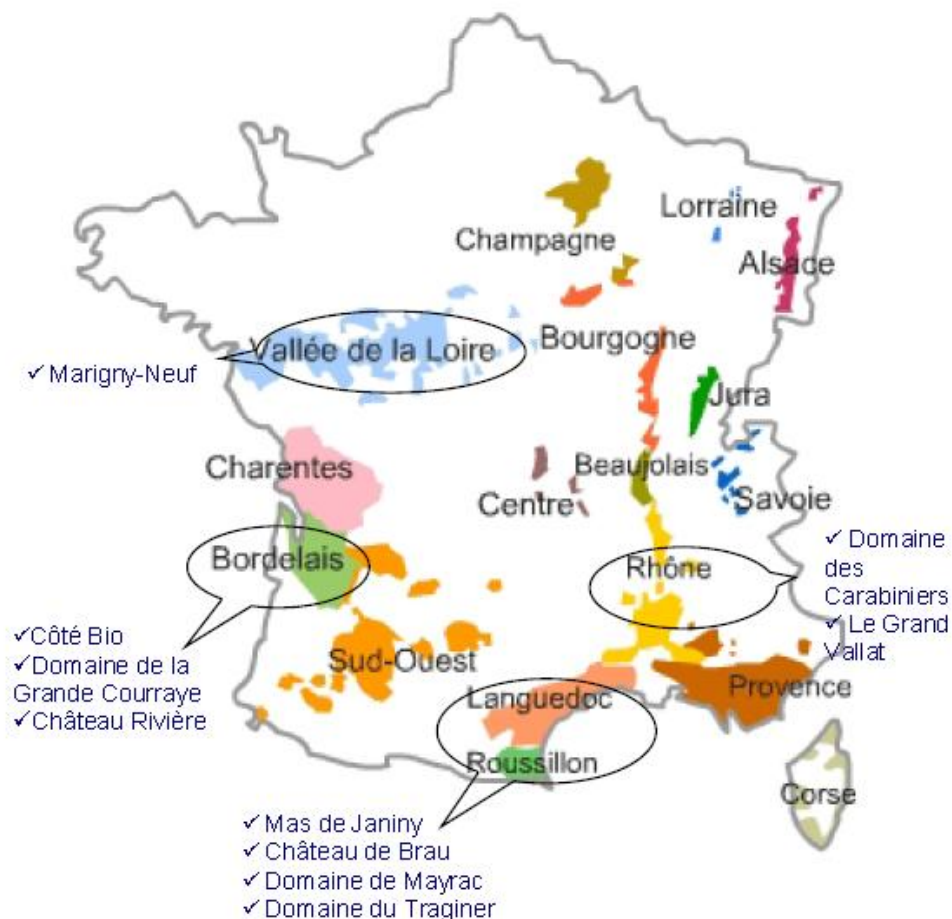 Lorraine
Champagne
Alsace
Bourgogne
Vallée de la Loire
✓ Marigny-Neuf
Jura
Charentes
Beaujolais
Centre
Savoie
Bordelais
Rhône
✓ Domaine
des
Carabiniers
✓ Le Grand
Vallat
✓Côté Bio
✓Domaine de la
Grande Courraye
✓Château Rivière
Sud-Ouest
Provence
Languedoc
Roussillon
Corse
✓ Mas de Janiny
✓ Château de Brau
✓ Domaine de Mayrac
✓ Domaine du Traginer